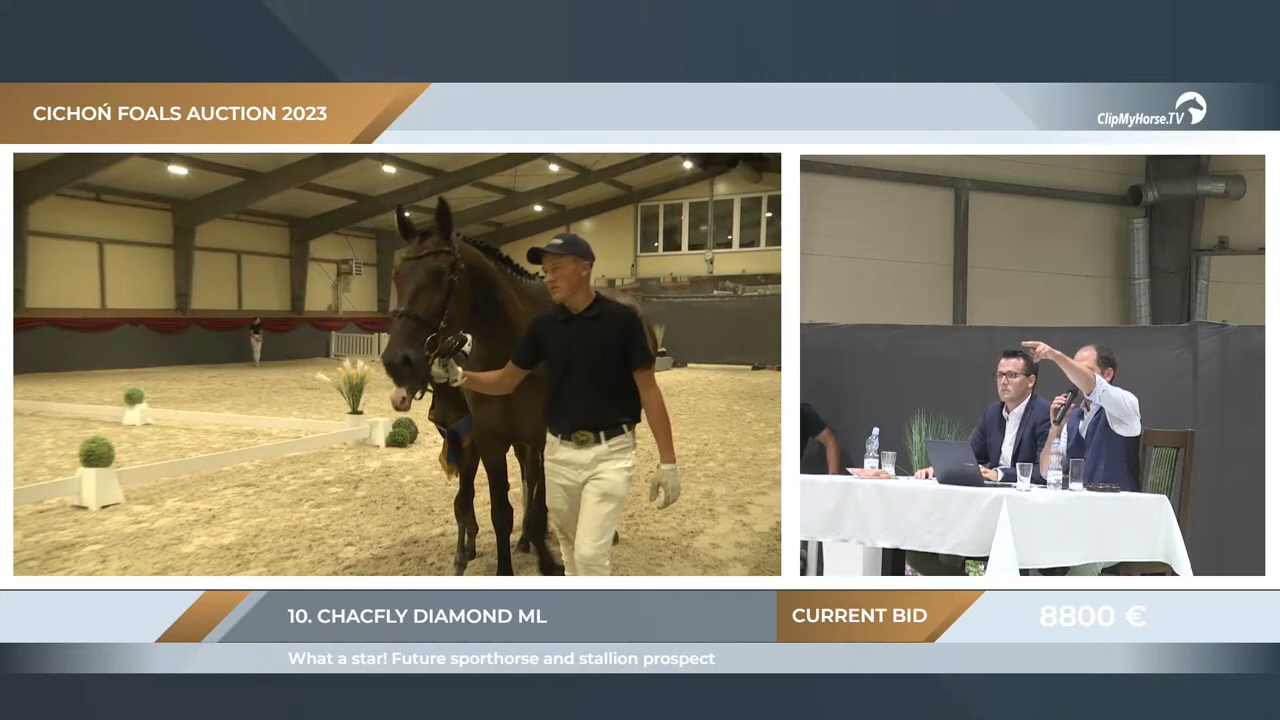 CICHOŃ FOALS AUCTION 2023
ClipMyHorse.TV
10. CHACFLY DIAMOND ML
CURRENT BID
8800 €
What a star! Future sporthorse and stallion prospect